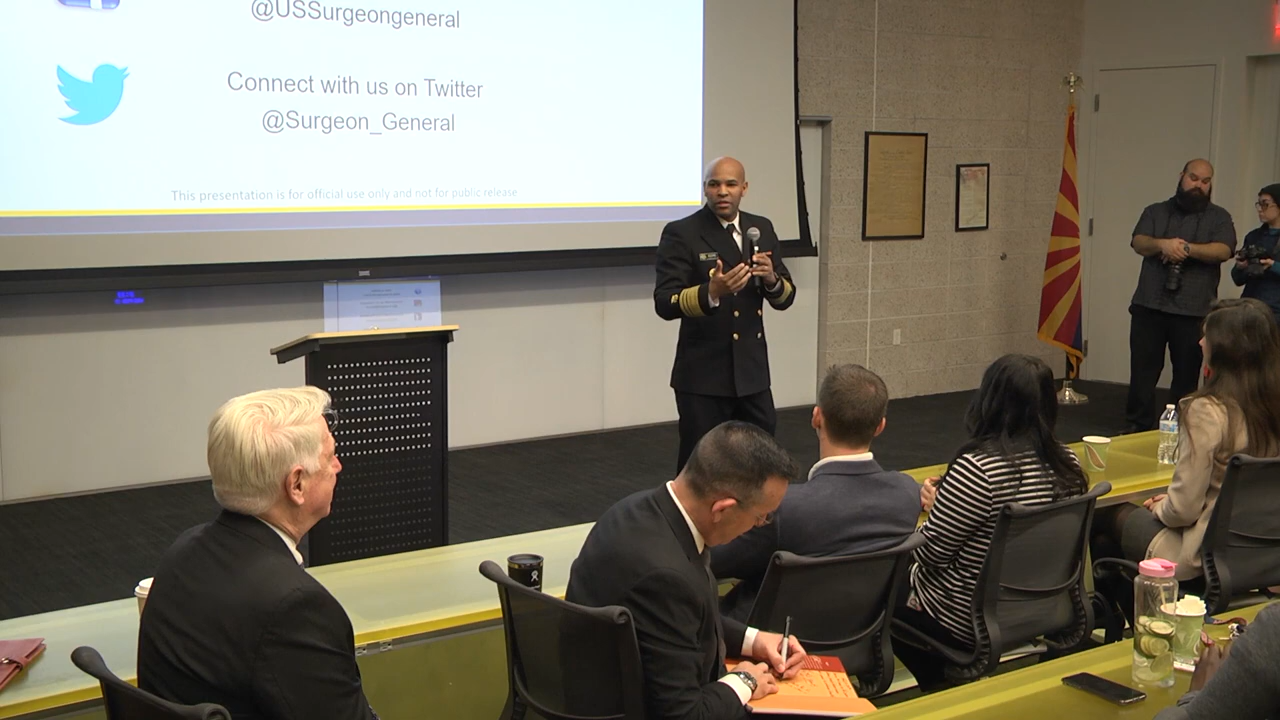 @USSurgeongeneral
Connect with us on Twitter
@Surgeon_General
This presentation is for official use only and not for public release